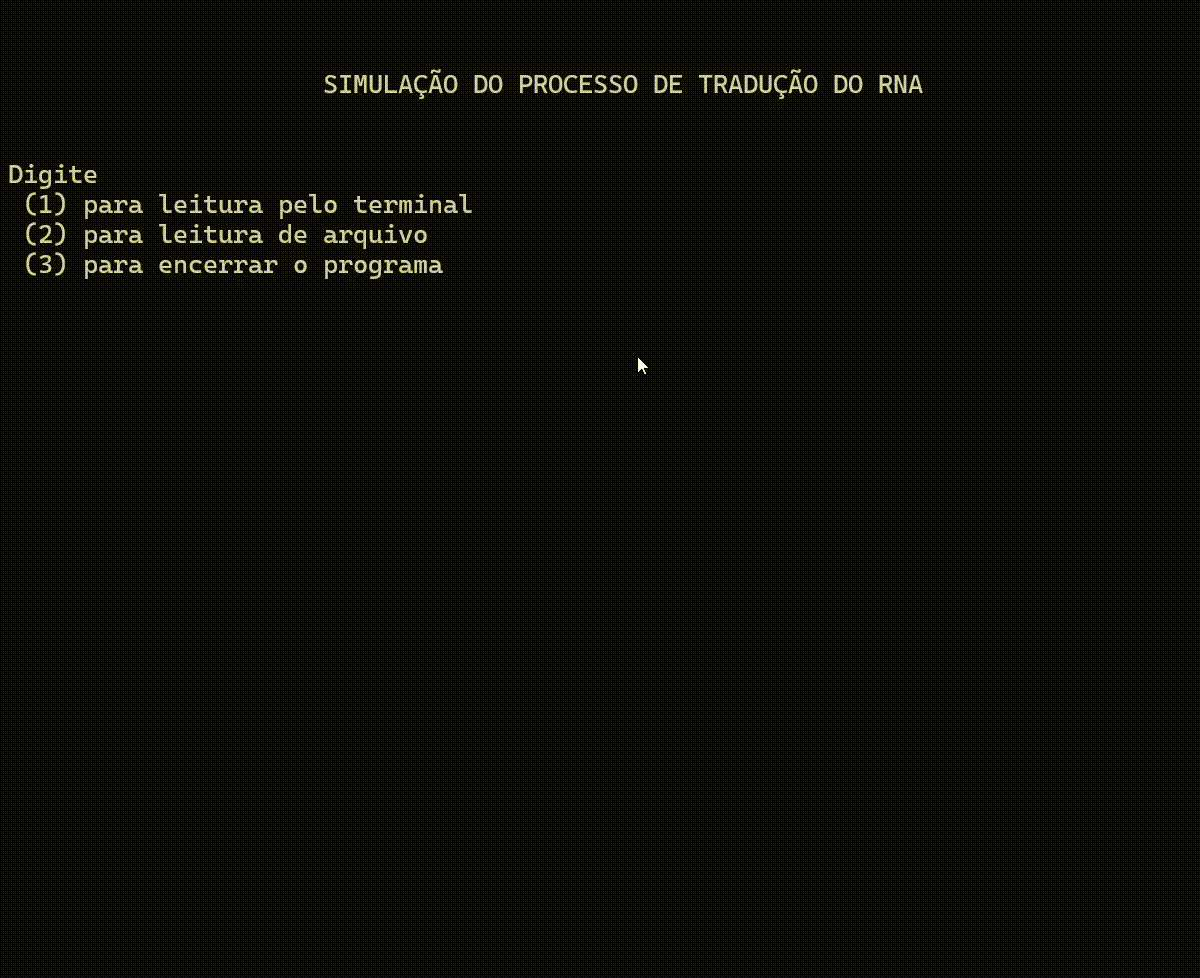 SIMULAÇÃO DO PROCESSO DE TRADUÇÃO DO RNA
Digite
(1) para leitura pelo terminal
(2) para leitura de arquivo
(3) para encerrar o programa